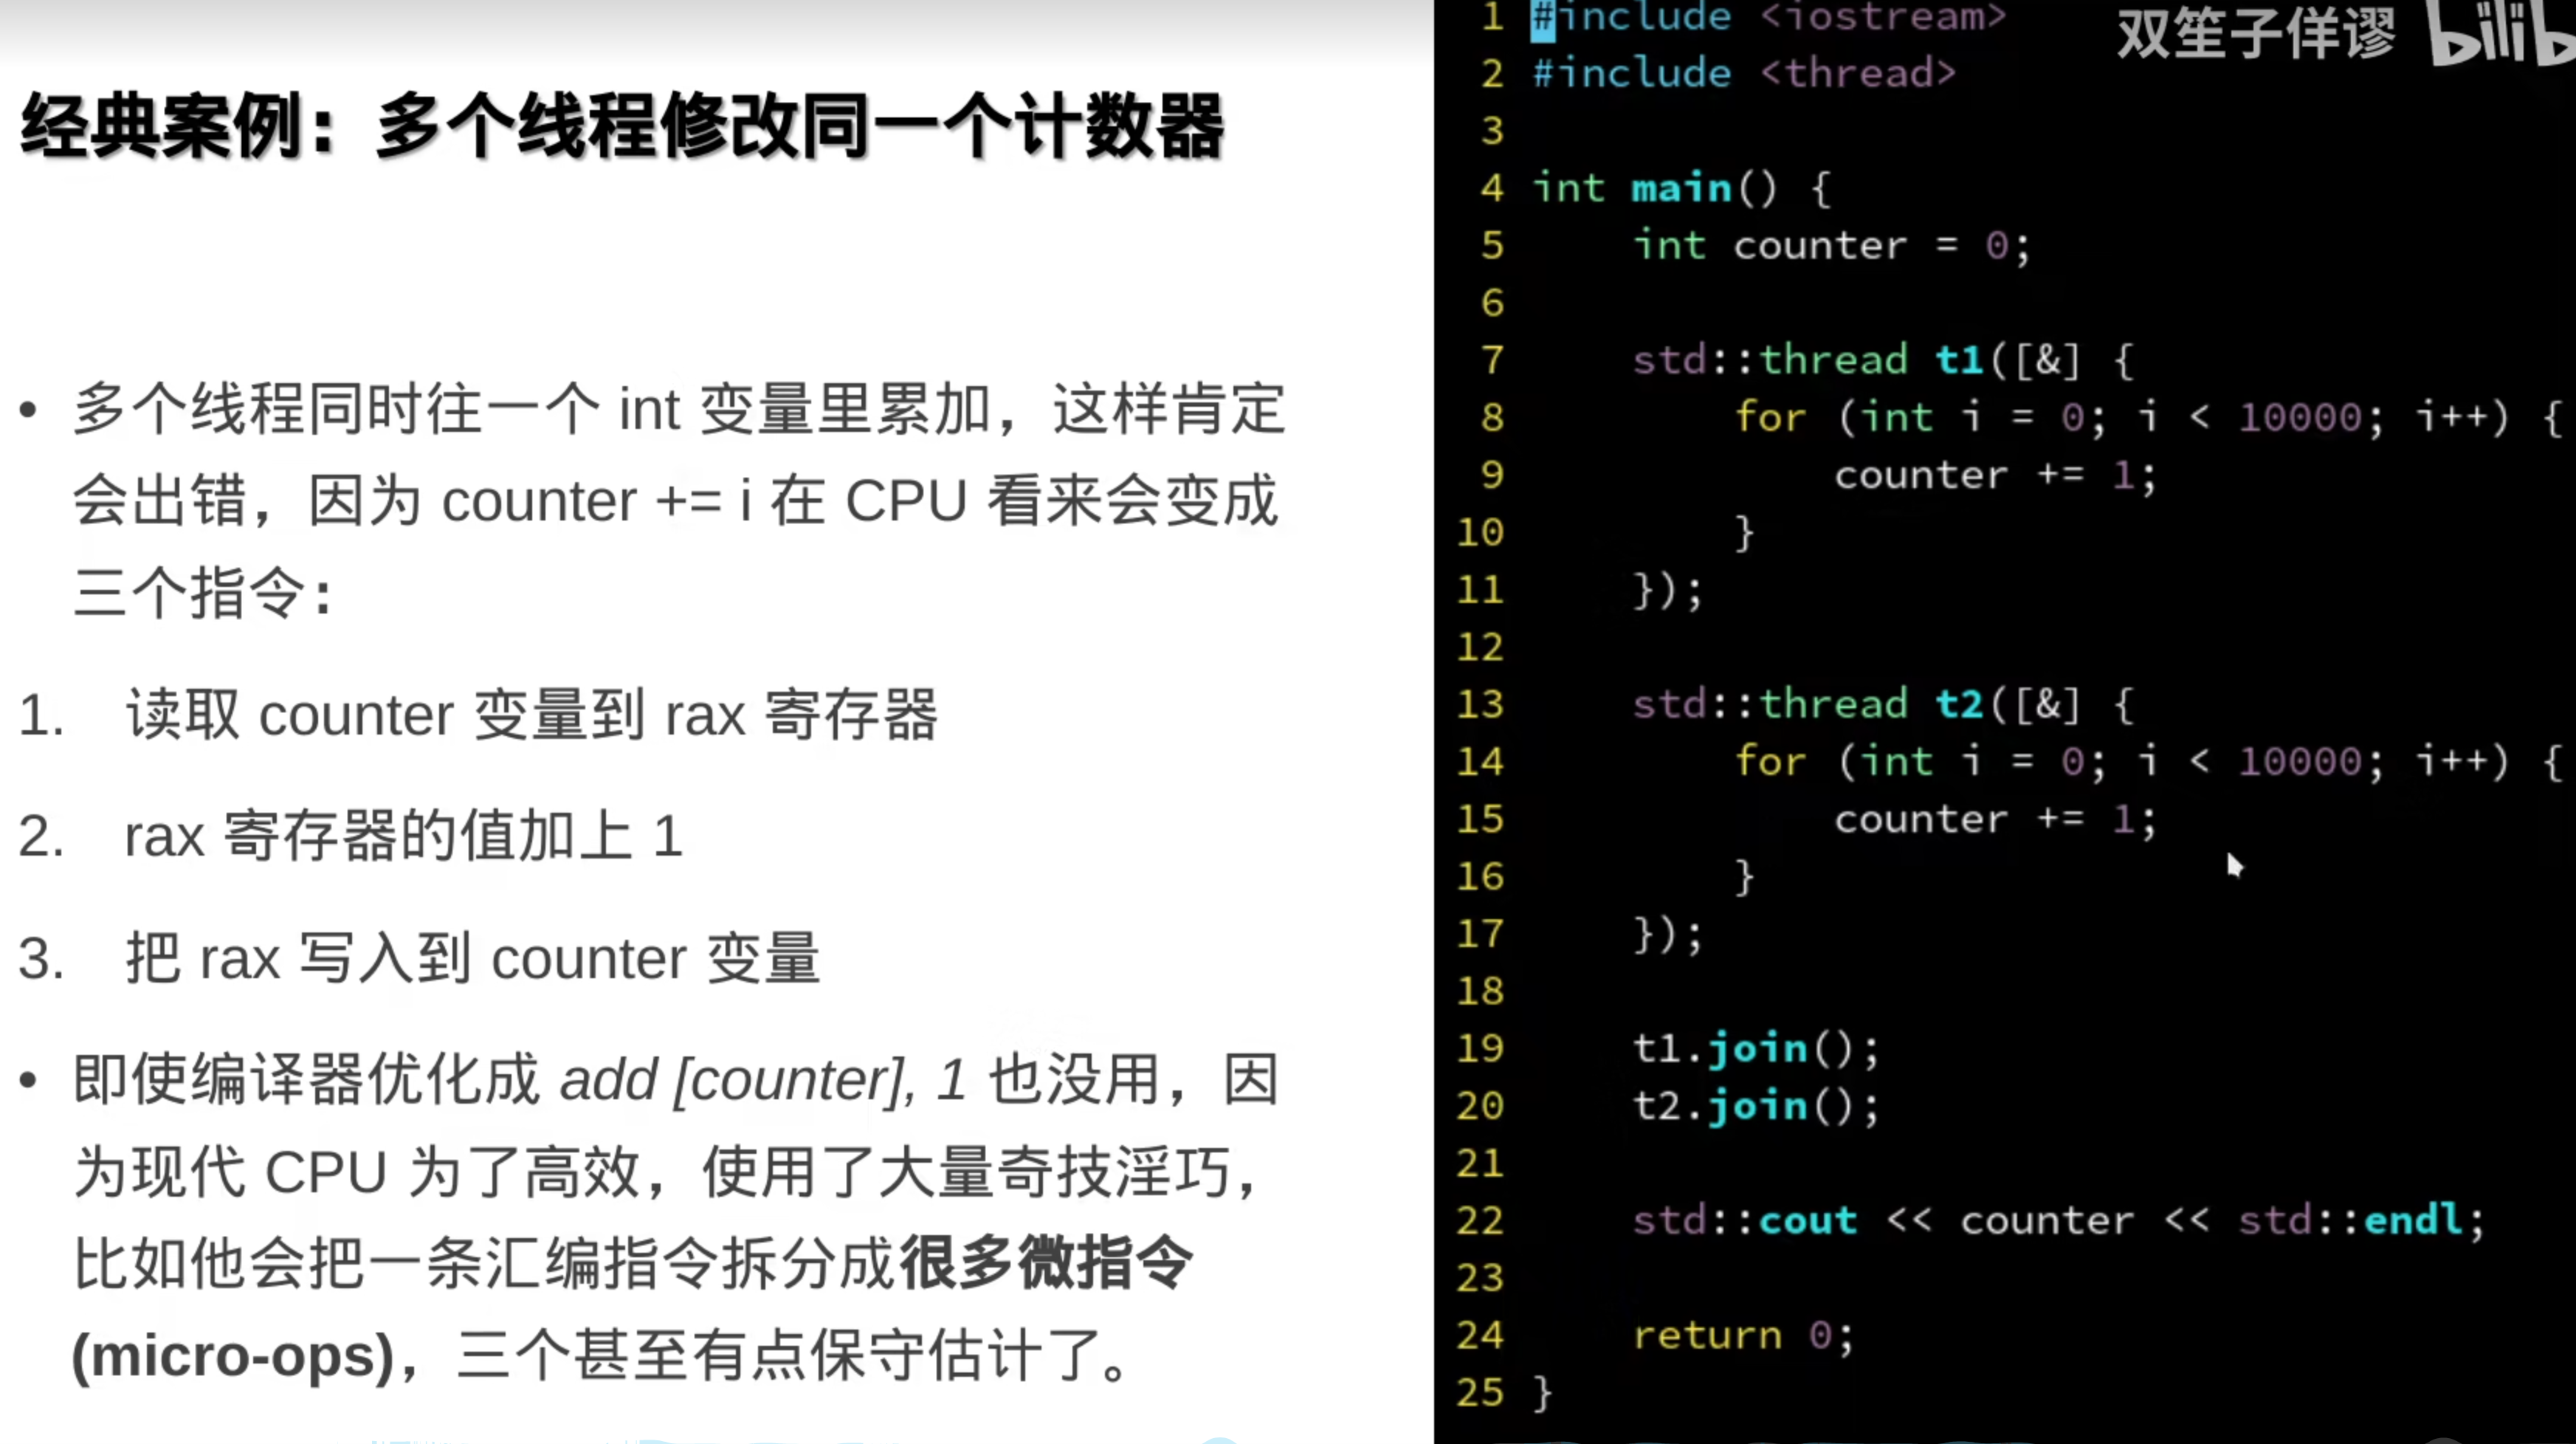 经典案例：多个线程修改同一个计数器
• 多个线程同时往一个 int 变量里累加，这样肯定
会出错，因为 counter += i 在 CPU 看来会变成
三个指令：
1. 读取 counter 变量到 rax 寄存器
2. rax 寄存器的值加上 1
3. 把 rax 写入到 counter 变量
• 即使编译器优化成 add [counter], 1 也没用，因
为现代 CPU 为了高效，使用了大量奇技淫巧，
比如他会把一条汇编指令拆分成很多微指令
(micro-ops)，三个甚至有点保守估计了。
双笙子佯谬 bilib
1 #include <iostream>
2 #include <thread>
3
4 int main() {
5     int counter = 0;
6
7     std::thread t1([&] {
8         for (int i = 0; i < 10000; i++) {
9             counter += 1;
10         }
11     });
12
13     std::thread t2([&] {
14         for (int i = 0; i < 10000; i++) {
15             counter += 1;
16         }
17     });
18
19     t1.join();
20     t2.join();
21
22     std::cout << counter << std::endl;
23
24     return 0;
25 }